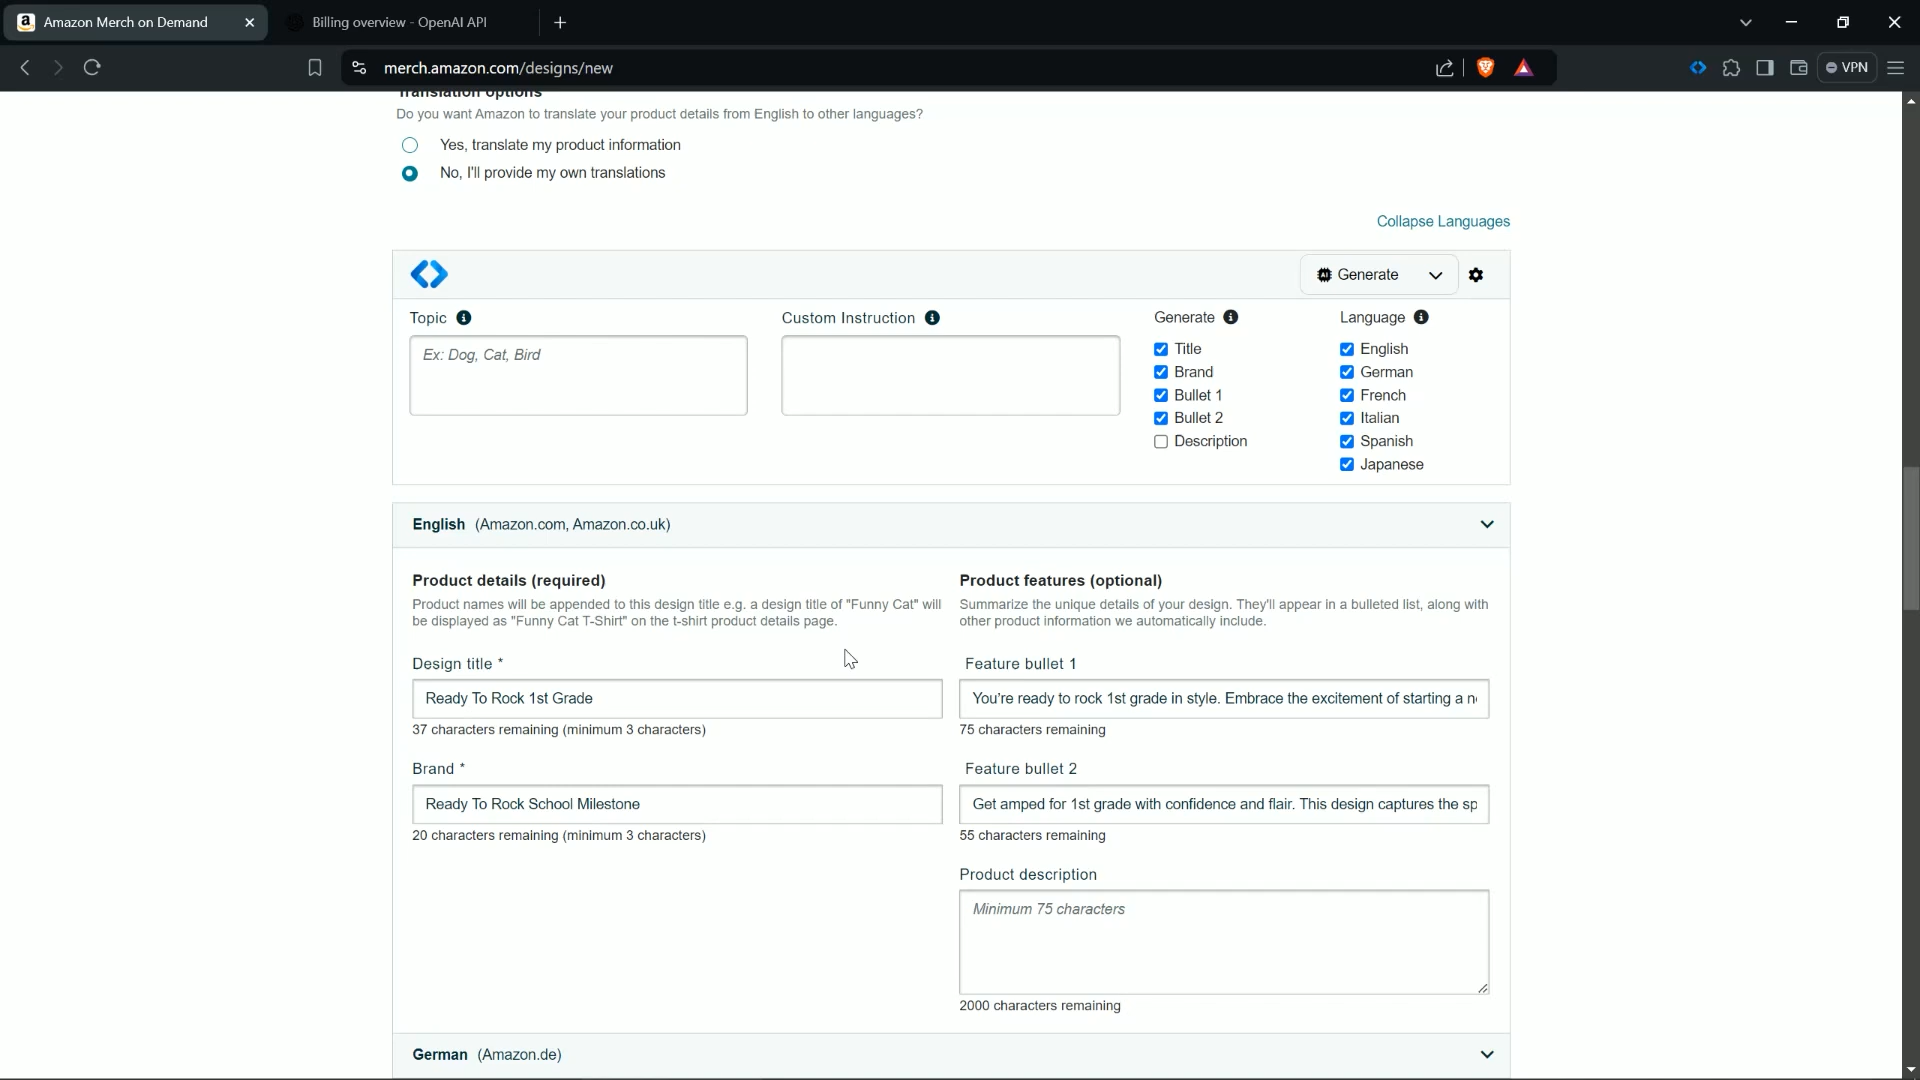 Amazon Merch on Demand
Billing overview - OpenAI API
merch.amazon.com/designs/new
VPN
Translation options
Do you want Amazon to translate your product details from English to other languages?
Yes, translate my product information
No, I'll provide my own translations
Collapse Languages
Generate
Topic
Custom Instruction
Generate
Language
Ex: Dog, Cat, Bird
Title
English
Brand
German
Bullet 1
French
Bullet 2
Italian
Description
Spanish
Japanese
English (Amazon.com, Amazon.co.uk)
Product details (required)
Product names will be appended to this design title e.g. a design title of "Funny Cat" will
be displayed as "Funny Cat T-Shirt" on the t-shirt product details page.
Product features (optional)
Summarize the unique details of your design. They'll appear in a bulleted list, along with
other product information we automatically include.
Design title *
Ready To Rock 1st Grade
37 characters remaining (minimum 3 characters)
Feature bullet 1
You're ready to rock 1st grade in style. Embrace the excitement of starting a n
75 characters remaining
Brand *
Ready To Rock School Milestone
20 characters remaining (minimum 3 characters)
Feature bullet 2
Get amped for 1st grade with confidence and flair. This design captures the sp
55 characters remaining
Product description
Minimum 75 characters
2000 characters remaining
German (Amazon.de)